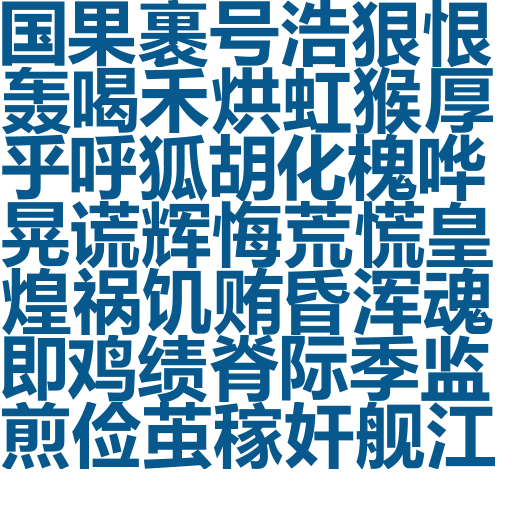 国果裹号浩狠恨
轰喝禾烘虹猴厚
乎呼狐胡化槐哗
晃谎辉悔荒慌皇
煌祸饥贿昏浑魂
即鸡绩脊际季监
煎俭茧稼奸舰江